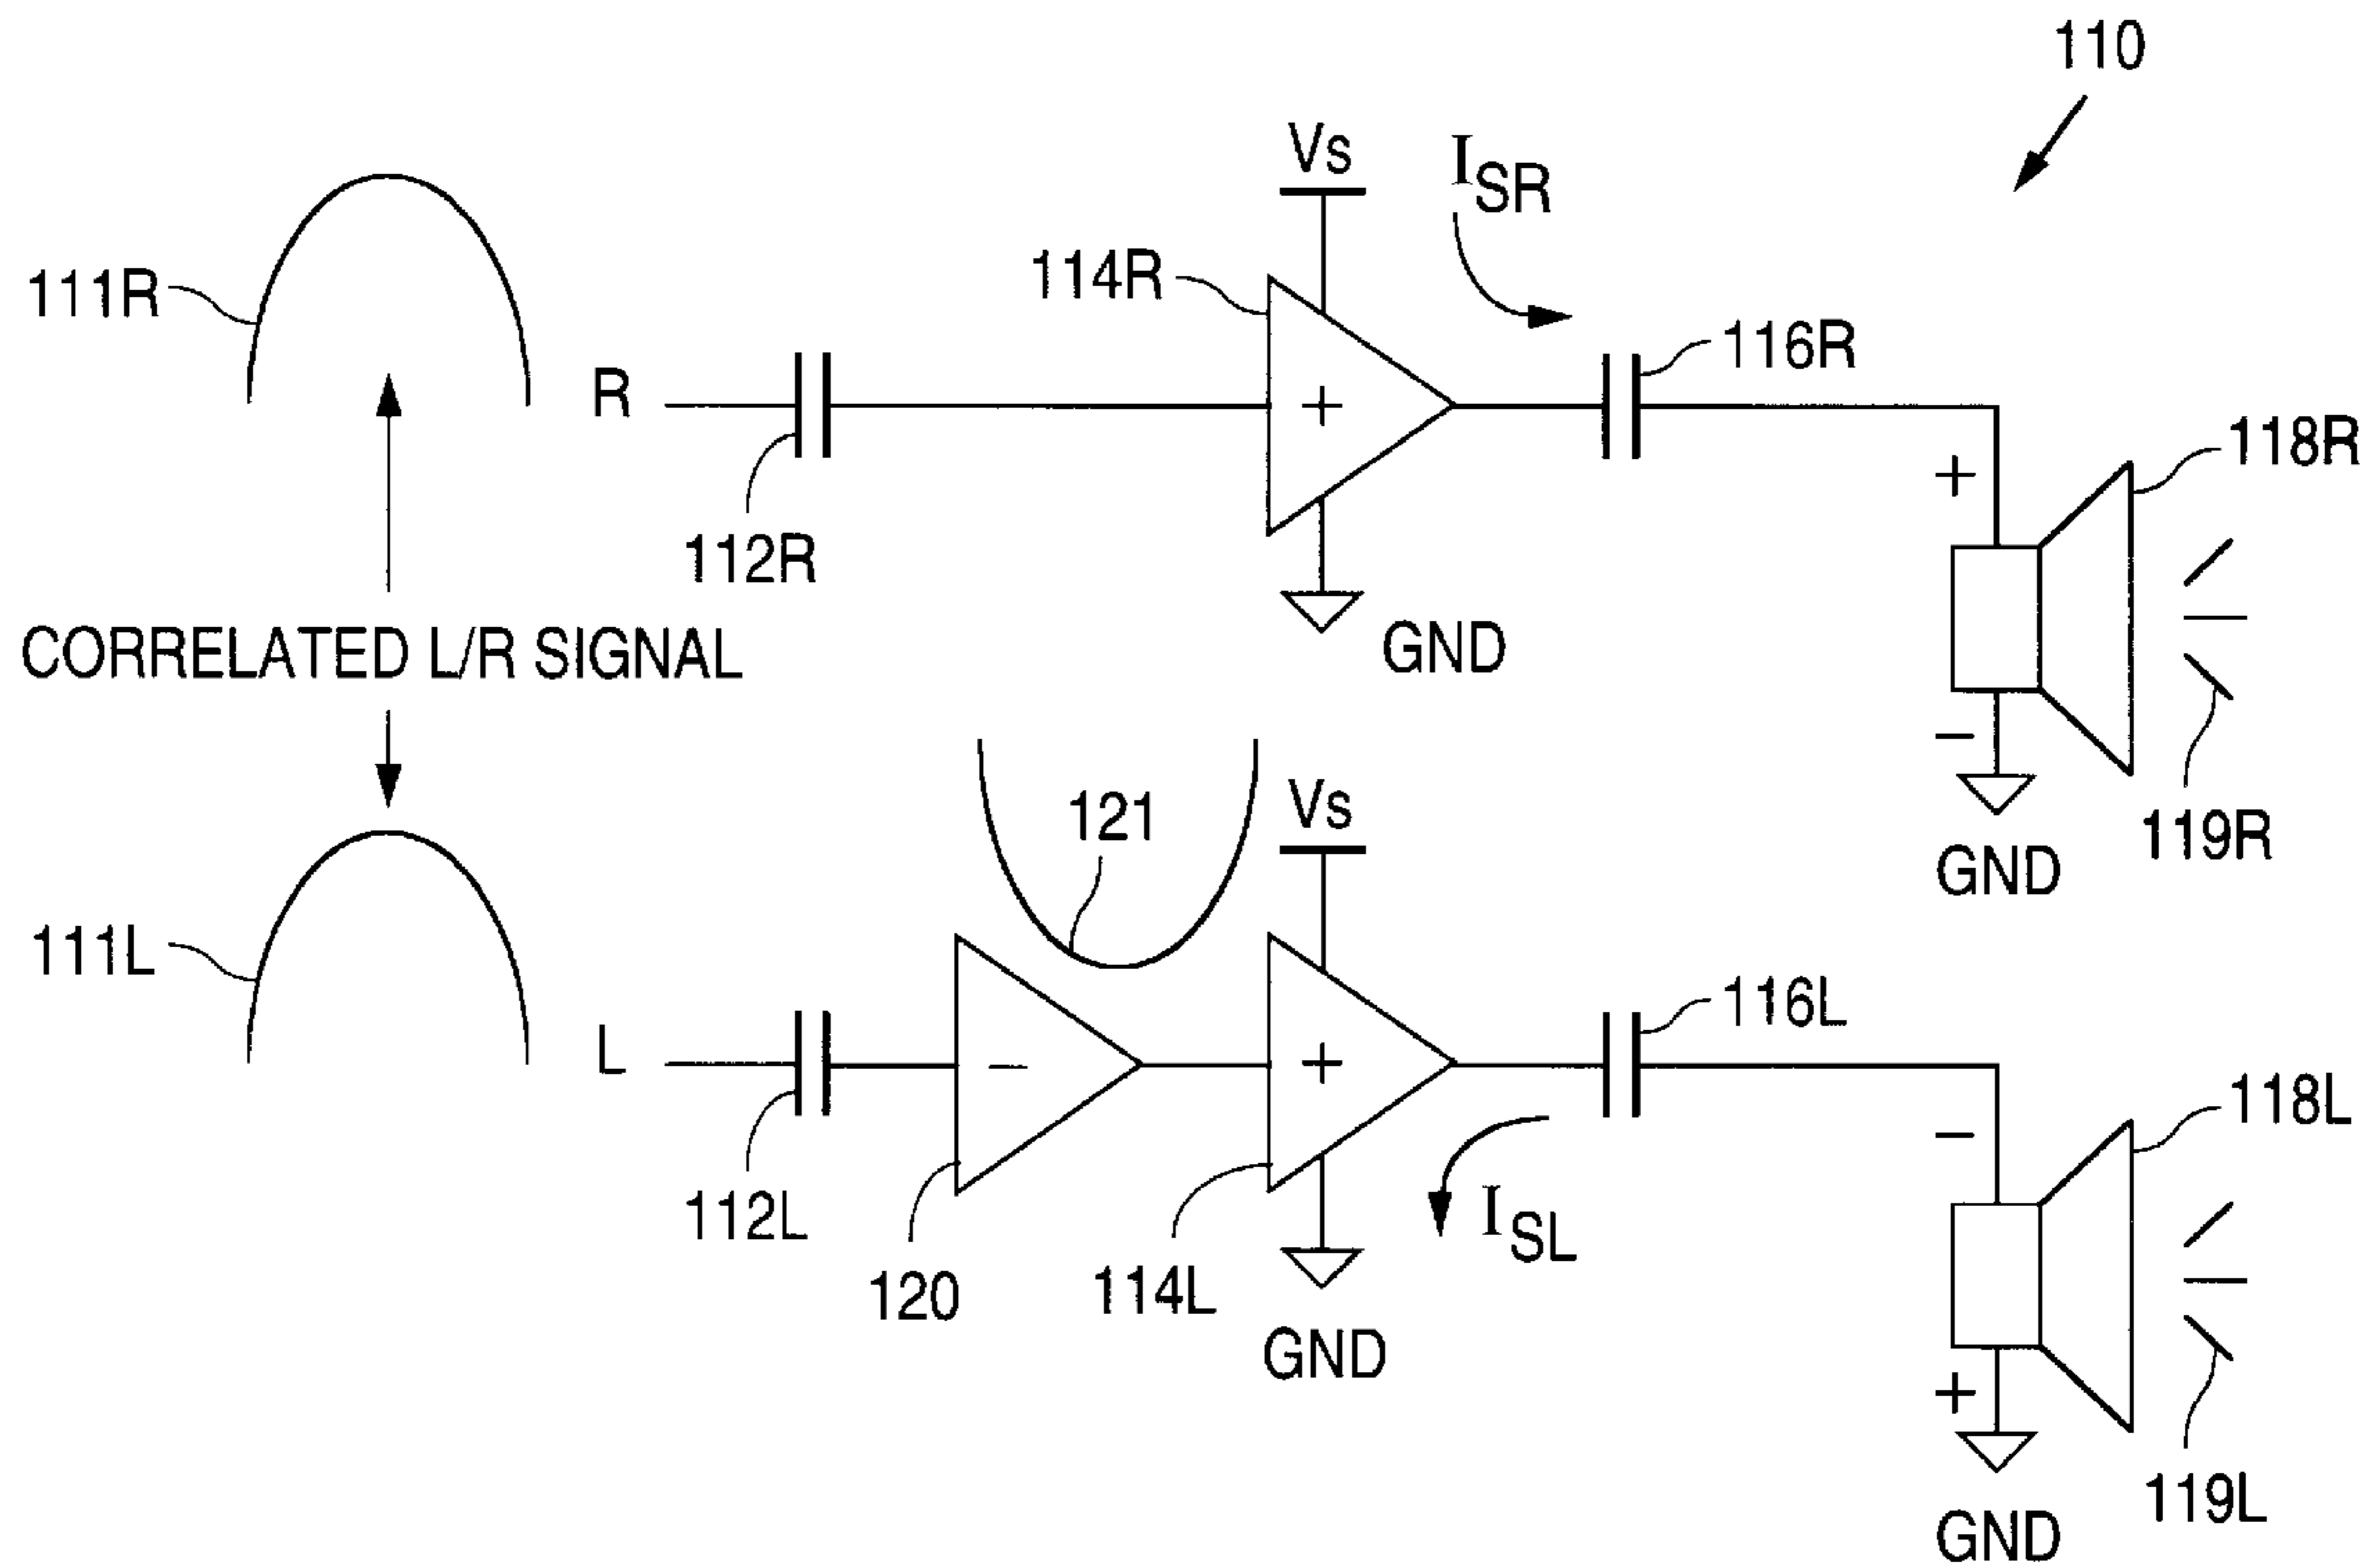 110
Vs
ISR
111R
114R
R
116R
118R
+
+
112R
CORRELATED L/R SIGNAL
GND
−
121
Vs
119R
GND
111L
L
116L
−
+
−
118L
112L
120
114L
ISL
GND
+
119L
GND